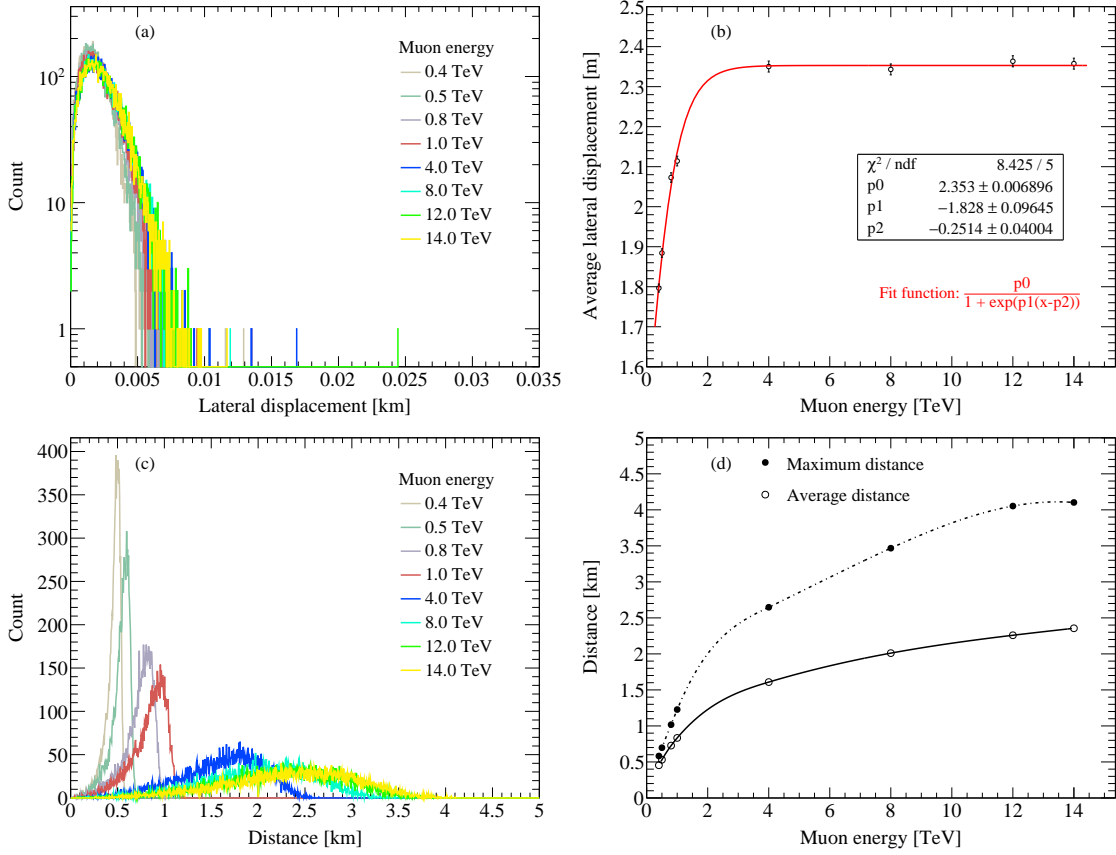 (a)
Muon energy
0.4 TeV
0.5 TeV
0.8 TeV
1.0 TeV
4.0 TeV
8.0 TeV
12.0 TeV
14.0 TeV
Count
10²
10
1
0 0.005 0.01 0.015 0.02 0.025 0.03 0.035
Lateral displacement [km]
(b)
Average lateral displacement [m]
2.5
2.4
2.3
2.2
2.1
2
1.9
1.8
1.7
1.6
χ² / ndf 8.425 / 5
p0 2.353 ± 0.006896
p1 −1.828 ± 0.09645
p2 −0.2514 ± 0.04004
Fit function: p0
1 + exp(p1(x-p2))
0 2 4 6 8 10 12 14
Muon energy [TeV]
(c)
Muon energy
0.4 TeV
0.5 TeV
0.8 TeV
1.0 TeV
4.0 TeV
8.0 TeV
12.0 TeV
14.0 TeV
Count
400
350
300
250
200
150
100
50
0
0 0.5 1 1.5 2 2.5 3 3.5 4 4.5 5
Distance [km]
(d)
Maximum distance
Average distance
Distance [km]
5
4.5
4
3.5
3
2.5
2
1.5
1
0.5
0
0 2 4 6 8 10 12 14
Muon energy [TeV]